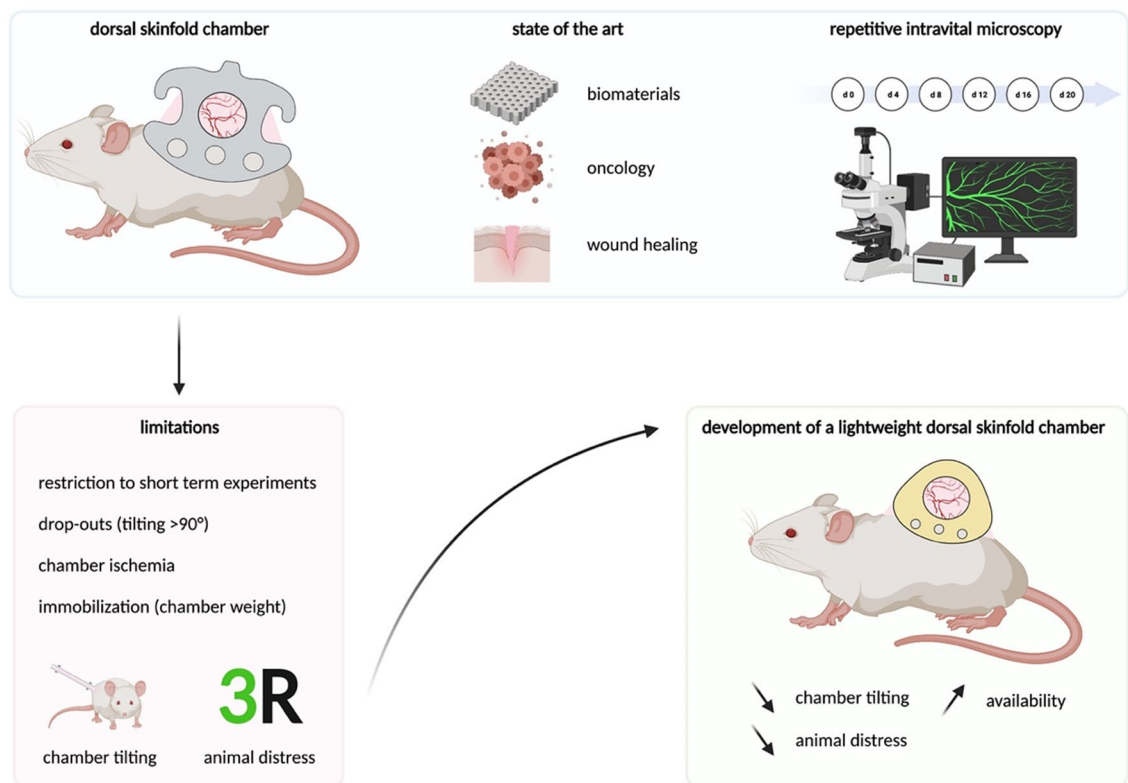 dorsal skinfold chamber
state of the art
repetitive intravital microscopy
biomaterials
oncology
wound healing
d 0 d 4 d 8 d 12 d 16 d 20
limitations
restriction to short term experiments
drop-outs (tilting >90°)
chamber ischemia
immobilization (chamber weight)
3R
chamber tilting
animal distress
development of a lightweight dorsal skinfold chamber
chamber tilting
availability
animal distress